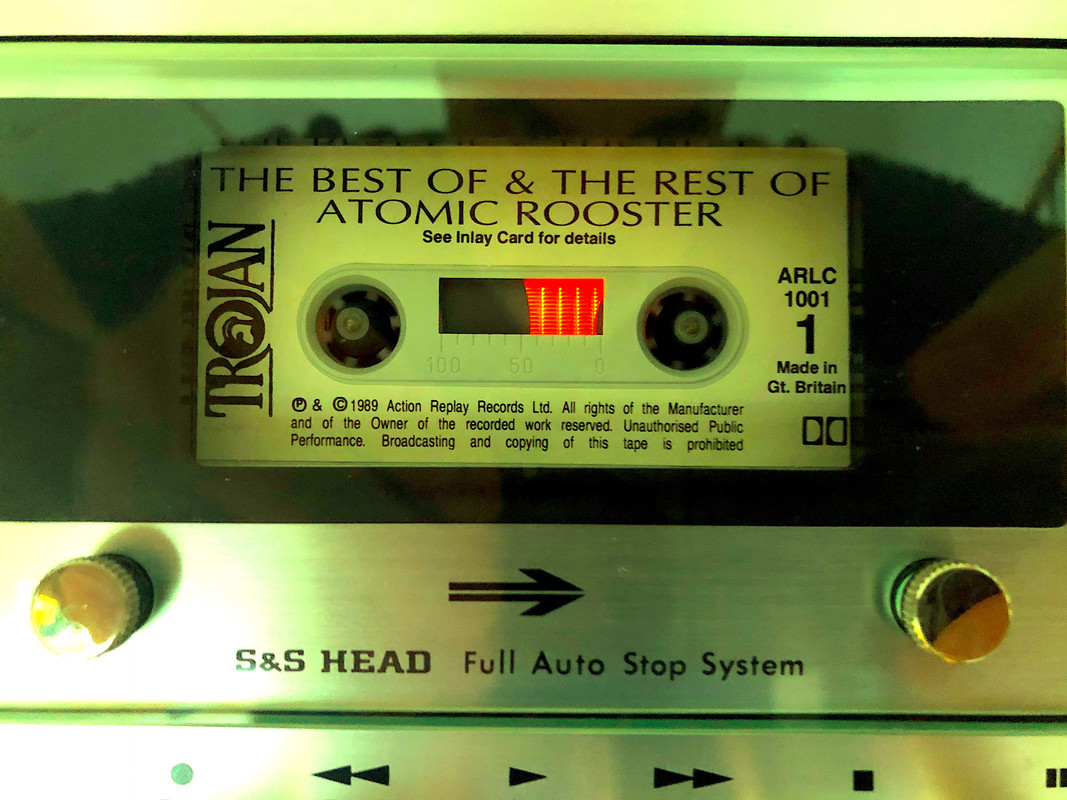 THE BEST OF & THE REST OF
ATOMIC ROOSTER
See Inlay Card for details
TROJAN
ARLC
1001
1
Made in
Gt. Britain
100 50 0
℗ & ©1989 Action Replay Records Ltd. All rights of the Manufacturer
and of the Owner of the recorded work reserved. Unauthorised Public
Performance. Broadcasting and copying of this tape is prohibited
S&S HEAD Full Auto Stop System